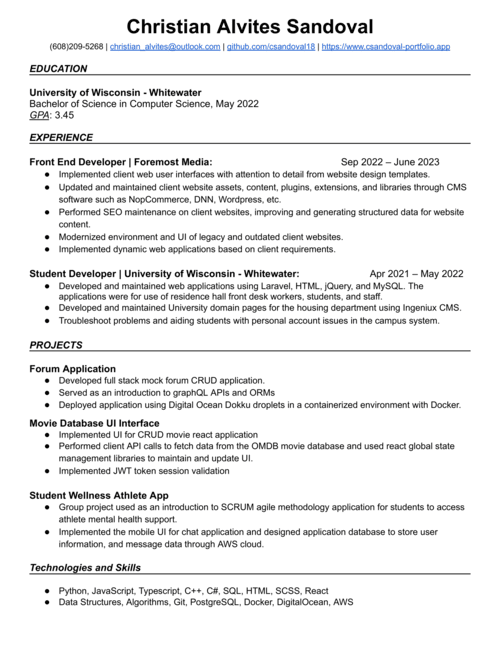 Christian Alvites Sandoval
(608)209-5268 | christian_alvites@outlook.com | github.com/csandoval18 | https://www.csandoval-portfolio.app
EDUCATION
University of Wisconsin - Whitewater
Bachelor of Science in Computer Science, May 2022
GPA: 3.45
EXPERIENCE
Front End Developer | Foremost Media: Sep 2022 – June 2023
● Implemented client web user interfaces with attention to detail from website design templates.
● Updated and maintained client website assets, content, plugins, extensions, and libraries through CMS
software such as NopCommerce, DNN, Wordpress, etc.
● Performed SEO maintenance on client websites, improving and generating structured data for website
content.
● Modernized environment and UI of legacy and outdated client websites.
● Implemented dynamic web applications based on client requirements.
Student Developer | University of Wisconsin - Whitewater: Apr 2021 – May 2022
● Developed and maintained web applications using Laravel, HTML, jQuery, and MySQL. The
applications were for use of residence hall front desk workers, students, and staff.
● Developed and maintained University domain pages for the housing department using Ingeniux CMS.
● Troubleshoot problems and aiding students with personal account issues in the campus system.
PROJECTS
Forum Application
● Developed full stack mock forum CRUD application.
● Served as an introduction to graphQL APIs and ORMs
● Deployed application using Digital Ocean Dokku droplets in a containerized environment with Docker.
Movie Database UI Interface
● Implemented UI for CRUD movie react application
● Performed client API calls to fetch data from the OMDB movie database and used react global state
management libraries to maintain and update UI.
● Implemented JWT token session validation
Student Wellness Athlete App
● Group project used as an introduction to SCRUM agile methodology application for students to access
athlete mental health support.
● Implemented the mobile UI for chat application and designed application database to store user
information, and message data through AWS cloud.
Technologies and Skills
● Python, JavaScript, Typescript, C++, C#, SQL, HTML, SCSS, React
● Data Structures, Algorithms, Git, PostgreSQL, Docker, DigitalOcean, AWS